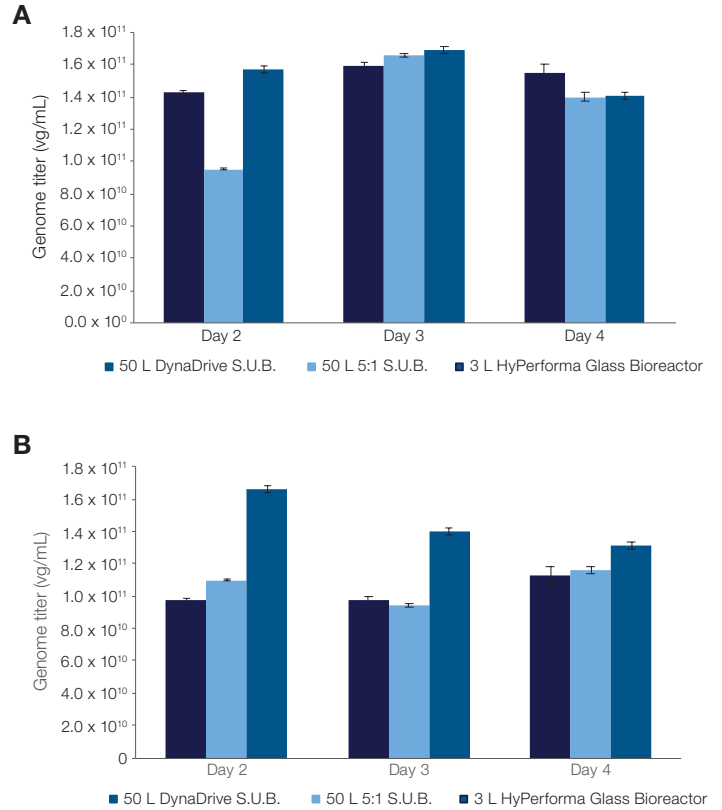 A
Genome titer (vg/mL)
1.8 x 10¹¹
1.6 x 10¹¹
1.4 x 10¹¹
1.2 x 10¹¹
1.0 x 10¹¹
8.0 x 10¹⁰
6.0 x 10¹⁰
4.0 x 10¹⁰
2.0 x 10¹⁰
0.0 x 10⁰
Day 2 Day 3 Day 4
50 L DynaDrive S.U.B. 50 L 5:1 S.U.B. 3 L HyPerforma Glass Bioreactor
B
Genome titer (vg/mL)
1.8 x 10¹¹
1.6 x 10¹¹
1.4 x 10¹¹
1.2 x 10¹¹
1.0 x 10¹¹
8.0 x 10¹⁰
6.0 x 10¹⁰
4.0 x 10¹⁰
2.0 x 10¹⁰
0
Day 2 Day 3 Day 4
50 L DynaDrive S.U.B. 50 L 5:1 S.U.B. 3 L HyPerforma Glass Bioreactor